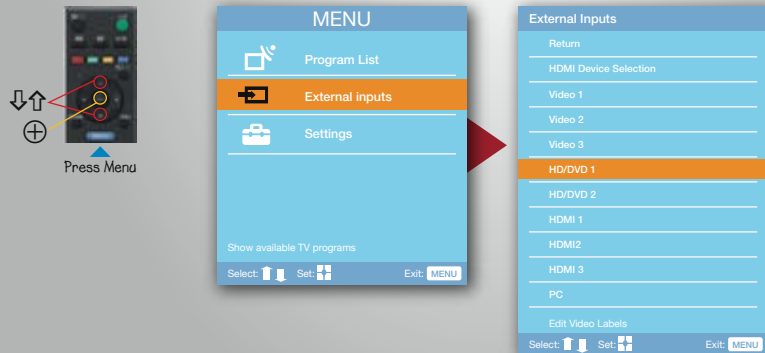 Press Menu
MENU
Program List
External inputs
Settings
Show available TV programs
Select: Set: Exit: MENU
External Inputs
Return
HDMI Device Selection
Video 1
Video 2
Video 3
HD/DVD 1
HD/DVD 2
HDMI 1
HDMI2
HDMI 3
PC
Edit Video Labels
Select: Set: Exit: MENU